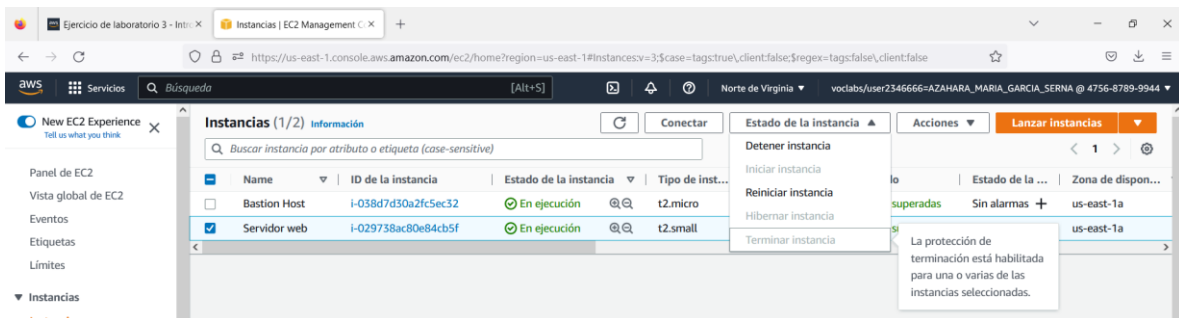 Ejercicio de laboratorio 3 - Intro
Instancias | EC2 Management Co
https://us-east-1.console.aws.amazon.com/ec2/home?region=us-east-1#Instances:v=3;$case=tags:true\,client:false;$regex=tags:false\,client:false
aws Servicios Búsqueda [Alt+S] Norte de Virginia voclabs/user2346666=AZAHARA_MARIA_GARCIA_SERNA @ 4756-8789-9944
New EC2 Experience
Tell us what you think
Panel de EC2
Vista global de EC2
Eventos
Etiquetas
Límites
Instancias
Instancias (1/2) Información Conectar Estado de la instancia Acciones Lanzar instancias
Buscar instancia por atributo o etiqueta (case-sensitive) 1
Name ID de la instancia Estado de la instancia Tipo de inst... lo Estado de la ... Zona de dispon...
Bastion Host i-038d7d30a2fc5ec32 En ejecución t2.micro superadas Sin alarmas us-east-1a
Servidor web i-029738ac80e84cb5f En ejecución t2.small us-east-1a
Detener instancia
Iniciar instancia
Reiniciar instancia
Hibernar instancia
Terminar instancia
La protección de
terminación está habilitada
para una o varias de las
instancias seleccionadas.